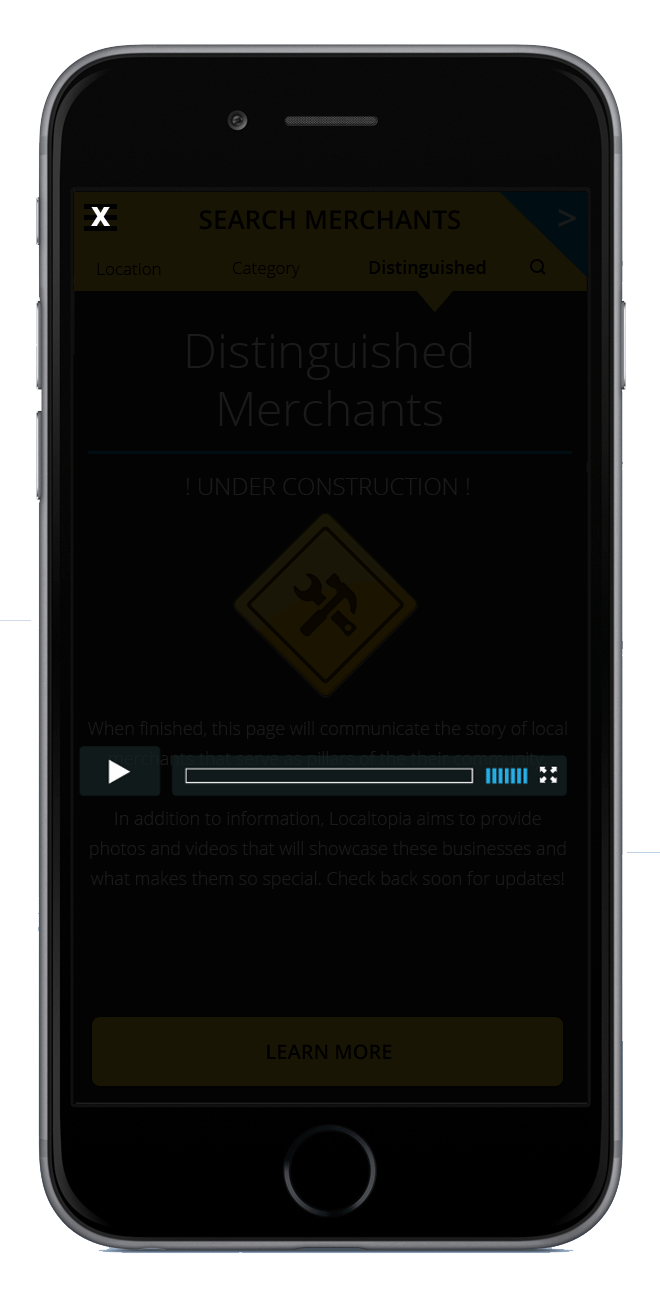 X
SEARCH MERCHANTS
>
Location Category Distinguished
Distinguished
Merchants
! UNDER CONSTRUCTION !
When finished, this page will communicate the story of local
merchants that serve as pillars of the their community.
In addition to information, Localtopia aims to provide
photos and videos that will showcase these businesses and
what makes them so special. Check back soon for updates!
LEARN MORE